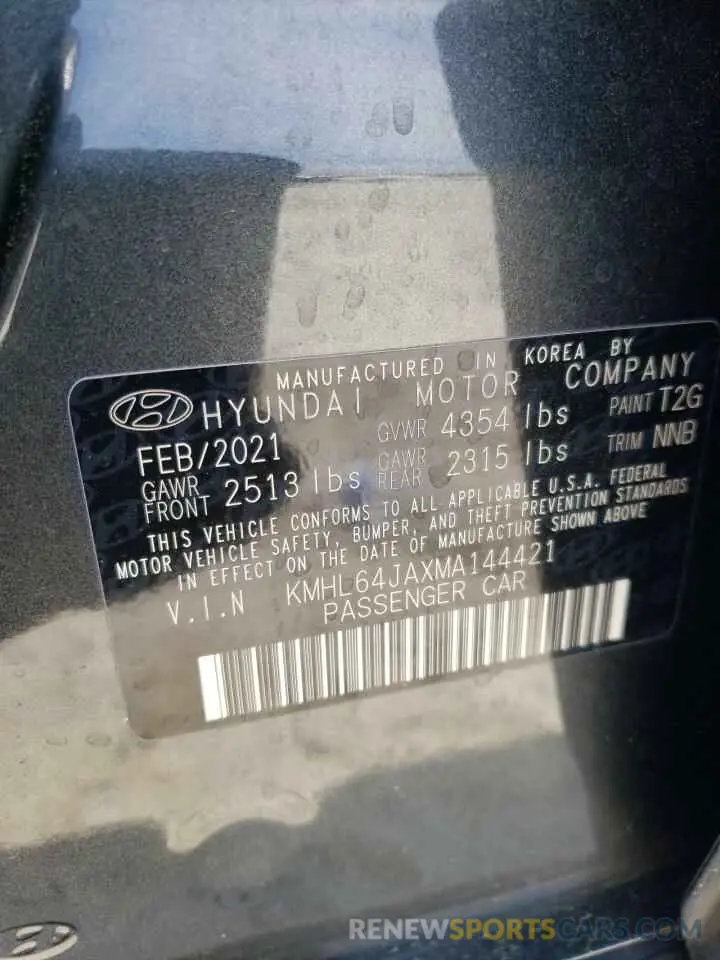 MANUFACTURED IN KOREA BY
HYUNDAI MOTOR COMPANY
FEB/2021 GVWR 4354 lbs PAINT T2G
GAWR FRONT 2513 lbs GAWR REAR 2315 lbs TRIM NNB
THIS VEHICLE CONFORMS TO ALL APPLICABLE U.S.A. FEDERAL
MOTOR VEHICLE SAFETY, BUMPER, AND THEFT PREVENTION STANDARDS
IN EFFECT ON THE DATE OF MANUFACTURE SHOWN ABOVE
V.I.N KMHL64JAXMA144421
PASSENGER CAR
RENEWSPORTSCARS.COM